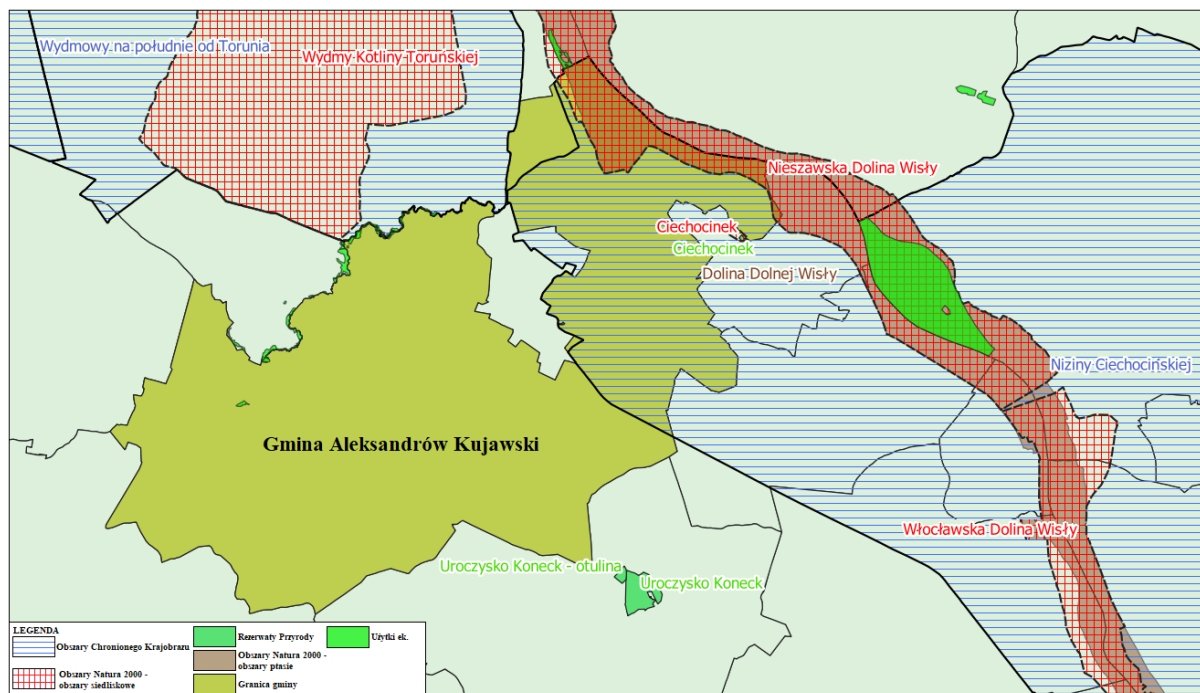 Wydmowy na południe od Torunia
Wydmy Kotliny Toruńskiej
Nieszawska Dolina Wisły
Ciechocinek
Ciechocinek
Dolina Dolnej Wisły
Niziny Ciechocińskiej
Gmina Aleksandrów Kujawski
Włocławska Dolina Wisły
Uroczysko Koneck - otulina
Uroczysko Koneck
LEGENDA
Obszary Chronionego Krajobrazu
Obszary Natura 2000 -
obszary siedliskowe
Rezerwaty Przyrody
Obszary Natura 2000 -
obszary ptasie
Granica gminy
Użytki ek.